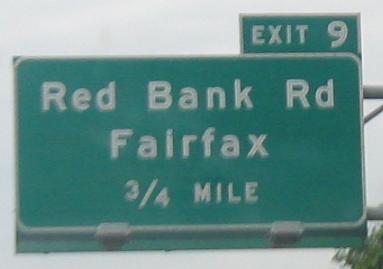 EXIT 9
Red Bank Rd
Fairfax
3/4 MILE